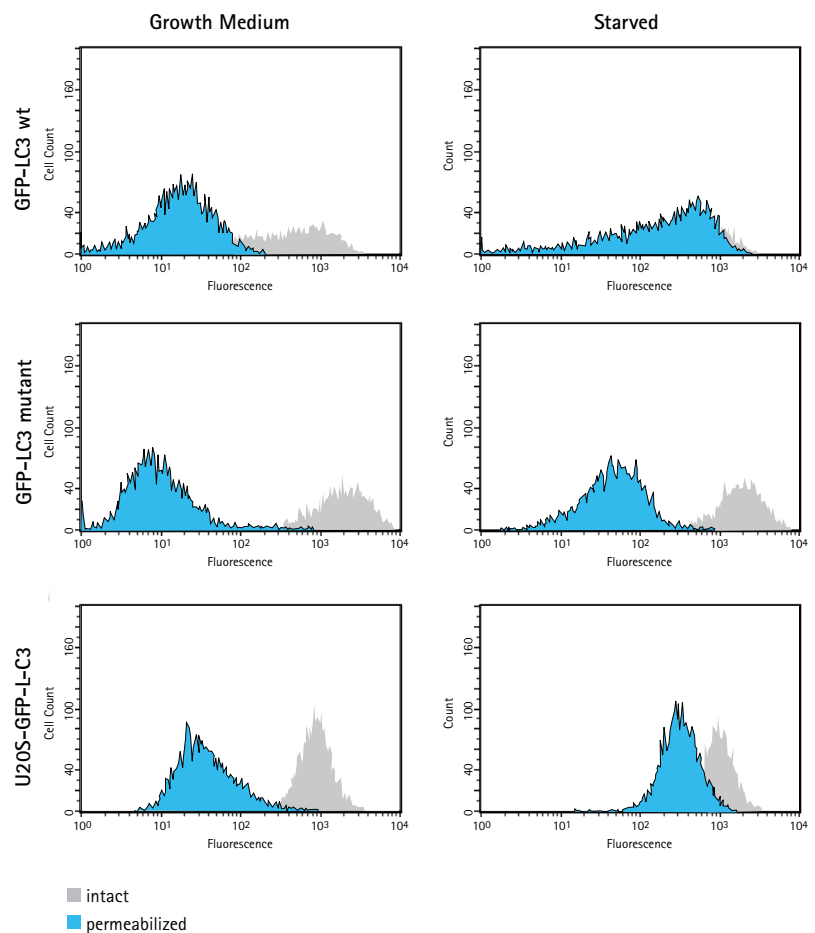 Growth Medium
Starved
GFP-LC3 wt
Cell Count
160
100
40
0
10⁰ 10¹ 10² 10³ 10⁴
Fluorescence
Count
160
100
40
0
10⁰ 10¹ 10² 10³ 10⁴
Fluorescence
GFP-LC3 mutant
Cell Count
160
100
40
0
10⁰ 10¹ 10² 10³ 10⁴
Fluorescence
Count
160
100
40
0
10⁰ 10¹ 10² 10³ 10⁴
Fluorescence
U2OS-GFP-L-C3
Cell Count
160
100
40
0
10⁰ 10¹ 10² 10³ 10⁴
Fluorescence
Count
160
100
40
0
10⁰ 10¹ 10² 10³ 10⁴
Fluorescence
intact
permeabilized